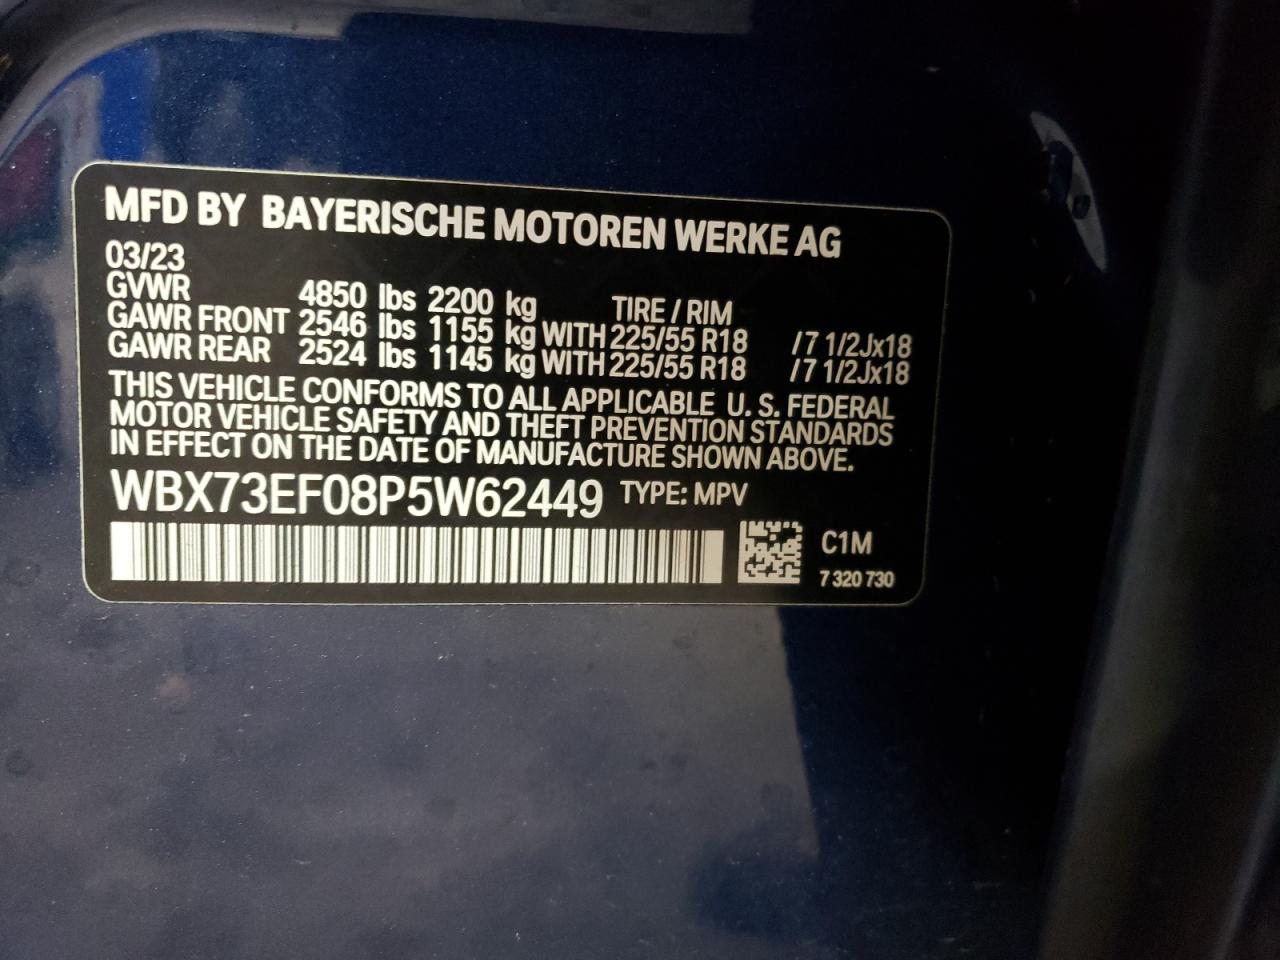 MFD BY BAYERISCHE MOTOREN WERKE AG
03/23
GVWR 4850 lbs 2200 kg TIRE / RIM
GAWR FRONT 2546 lbs 1155 kg WITH 225/55 R18 /7 1/2Jx18
GAWR REAR 2524 lbs 1145 kg WITH 225/55 R18 /7 1/2Jx18
THIS VEHICLE CONFORMS TO ALL APPLICABLE U. S. FEDERAL
MOTOR VEHICLE SAFETY AND THEFT PREVENTION STANDARDS
IN EFFECT ON THE DATE OF MANUFACTURE SHOWN ABOVE.
WBX73EF08P5W62449 TYPE: MPV
C1M
7 320 730